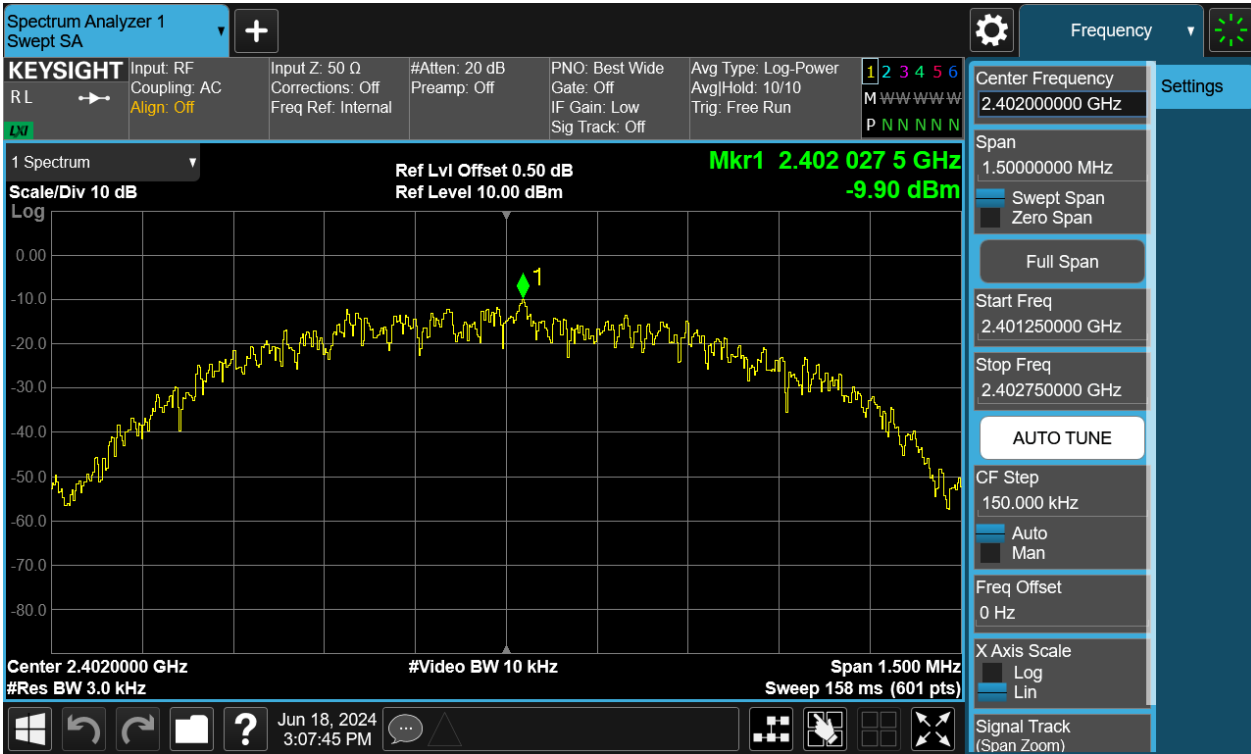 Spectrum Analyzer 1
Swept SA
Frequency
KEYSIGHT
R L
LXI
Input: RF
Coupling: AC
Align: Off
Input Z: 50 Ω
Corrections: Off
Freq Ref: Internal
#Atten: 20 dB
Preamp: Off
PNO: Best Wide
Gate: Off
IF Gain: Low
Sig Track: Off
Avg Type: Log-Power
Avg|Hold: 10/10
Trig: Free Run
1 2 3 4 5 6
M W W W W W
P N N N N N
1 Spectrum
Scale/Div 10 dB
Ref Lvl Offset 0.50 dB
Ref Level 10.00 dBm
Mkr1 2.402 027 5 GHz
-9.90 dBm
Log
0.00
-10.0
-20.0
-30.0
-40.0
-50.0
-60.0
-70.0
-80.0
1
Center 2.4020000 GHz
#Res BW 3.0 kHz
#Video BW 10 kHz
Span 1.500 MHz
Sweep 158 ms (601 pts)
Jun 18, 2024
3:07:45 PM
Center Frequency
2.402000000 GHz
Span
1.50000000 MHz
Swept Span
Zero Span
Full Span
Start Freq
2.401250000 GHz
Stop Freq
2.402750000 GHz
AUTO TUNE
CF Step
150.000 kHz
Auto
Man
Freq Offset
0 Hz
X Axis Scale
Log
Lin
Signal Track
(Span Zoom)
Settings